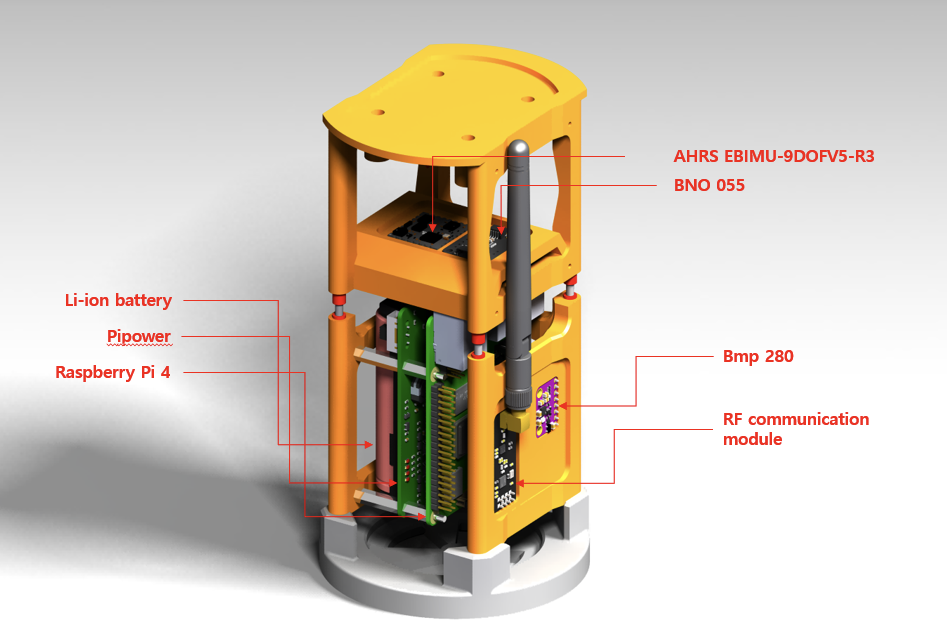 AHRS EBIMU-9DOFV5-R3
BNO 055
Li-ion battery
Pipower
Raspberry Pi 4
Bmp 280
RF communication
module